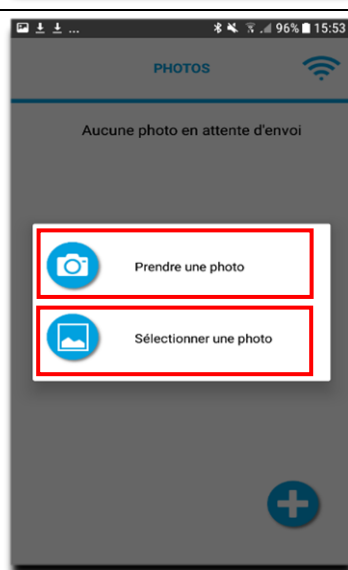 ... 96% 15:53
PHOTOS
Aucune photo en attente d'envoi
Prendre une photo
Sélectionner une photo